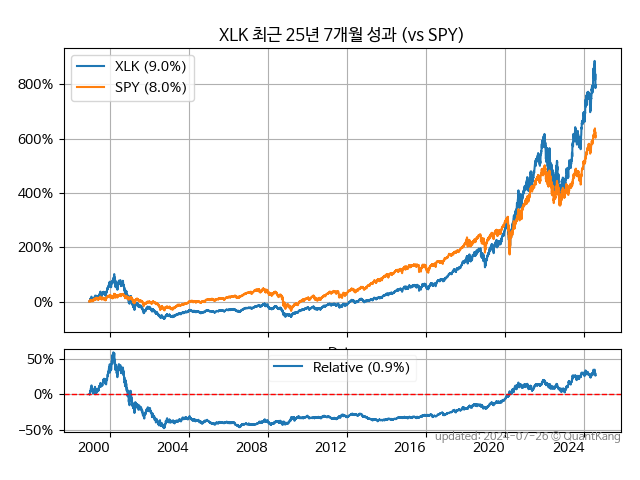 XLK 최근 25년 7개월 성과 (vs SPY)
XLK (9.0%)
SPY (8.0%)
800%
600%
400%
200%
0%
50%
0%
−50%
Relative (0.9%)
2000 2004 2008 2012 2016 2020 2024
updated: 2024-07-26 © QuantKang